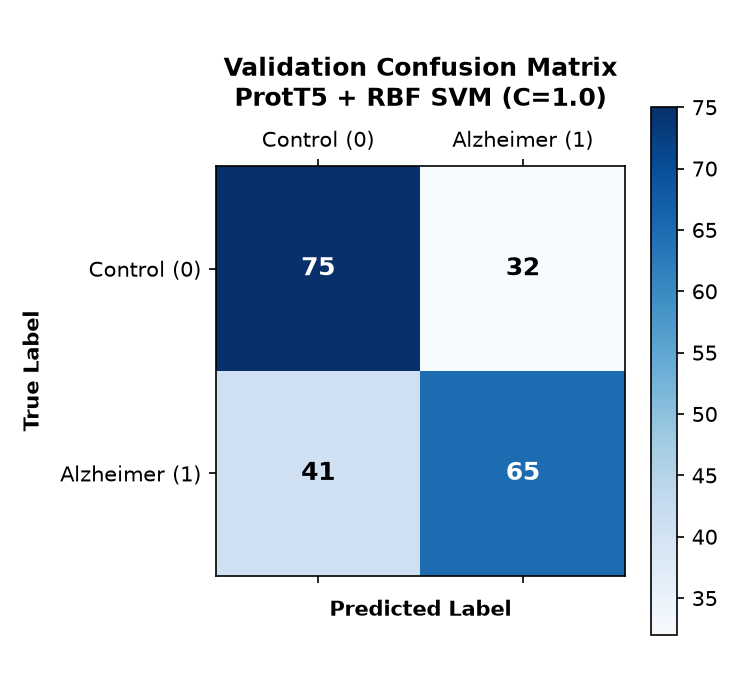 Validation Confusion Matrix
ProtT5 + RBF SVM (C=1.0)
Control (0) Alzheimer (1)
True Label
Control (0) 75 32
Alzheimer (1) 41 65
Predicted Label
75
70
65
60
55
50
45
40
35